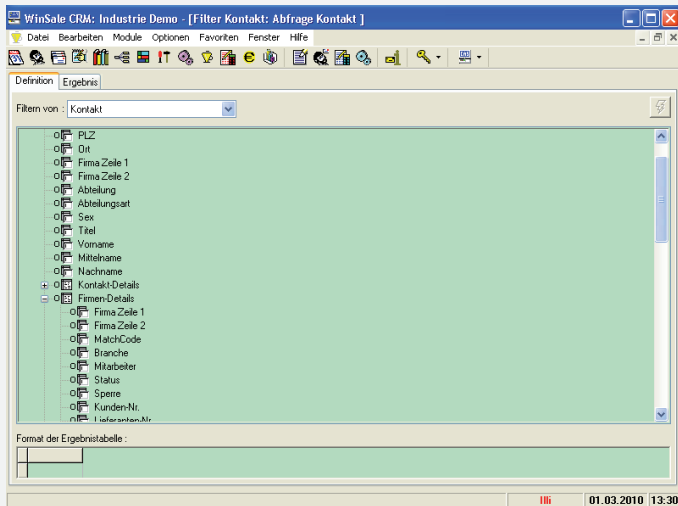 WinSale CRM: Industrie Demo - [Filter Kontakt: Abfrage Kontakt ]
Datei Bearbeiten Module Optionen Favoriten Fenster Hilfe
Definition Ergebnis
Filtern von : Kontakt
PLZ
Ort
Firma Zeile 1
Firma Zeile 2
Abteilung
Abteilungsart
Sex
Titel
Vorname
Mittelname
Nachname
Kontakt-Details
Firmen-Details
Firma Zeile 1
Firma Zeile 2
MatchCode
Branche
Mitarbeiter
Status
Sperre
Kunden-Nr.
Lieferanten-Nr
Format der Ergebnistabelle :
Illi 01.03.2010 13:30